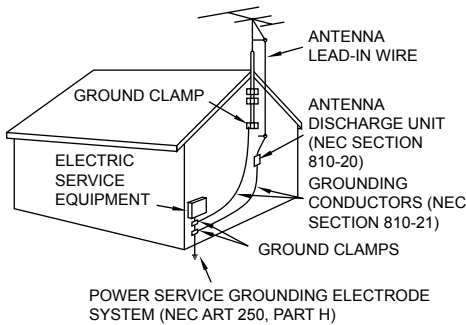 ANTENNA
LEAD-IN WIRE
GROUND CLAMP
ANTENNA
DISCHARGE UNIT
(NEC SECTION
810-20)
ELECTRIC
SERVICE
EQUIPMENT
GROUNDING
CONDUCTORS (NEC
SECTION 810-21)
GROUND CLAMPS
POWER SERVICE GROUNDING ELECTRODE
SYSTEM (NEC ART 250, PART H)